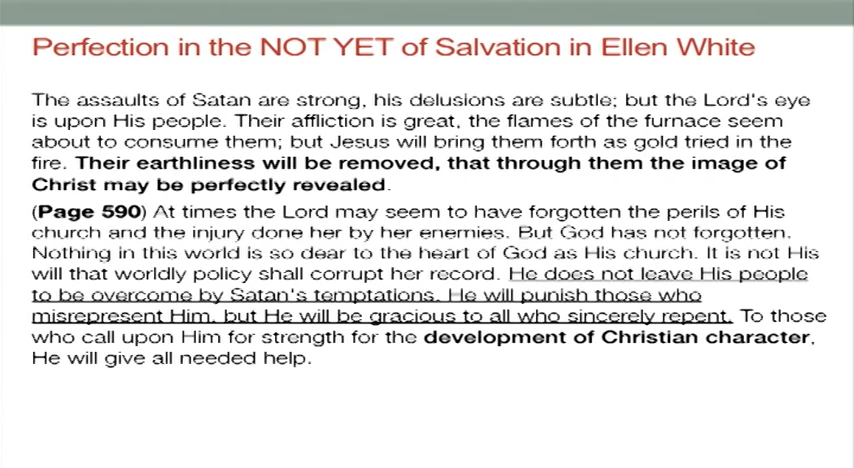 Perfection in the NOT YET of Salvation in Ellen White
The assaults of Satan are strong, his delusions are subtle; but the Lord's eye
is upon His people. Their affliction is great, the flames of the furnace seem
about to consume them; but Jesus will bring them forth as gold tried in the
fire. Their earthliness will be removed, that through them the image of
Christ may be perfectly revealed.
(Page 590) At times the Lord may seem to have forgotten the perils of His
church and the injury done her by her enemies. But God has not forgotten.
Nothing in this world is so dear to the heart of God as His church. It is not His
will that worldly policy shall corrupt her record. He does not leave His people
to be overcome by Satan's temptations. He will punish those who
misrepresent Him, but He will be gracious to all who sincerely repent. To those
who call upon Him for strength for the development of Christian character,
He will give all needed help.